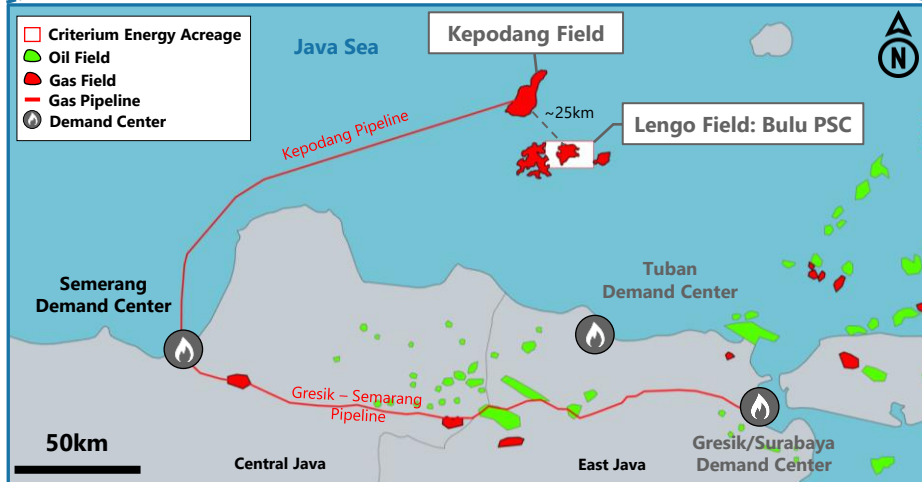 Criterium Energy Acreage
Oil Field
Gas Field
Gas Pipeline
Demand Center
Java Sea
Kepodang Field
N
~25km
Lengo Field: Bulu PSC
Kepodang Pipeline
Semerang
Demand Center
Tuban
Demand Center
Gresik – Semarang
Pipeline
50km
Central Java
East Java
Gresik/Surabaya
Demand Center